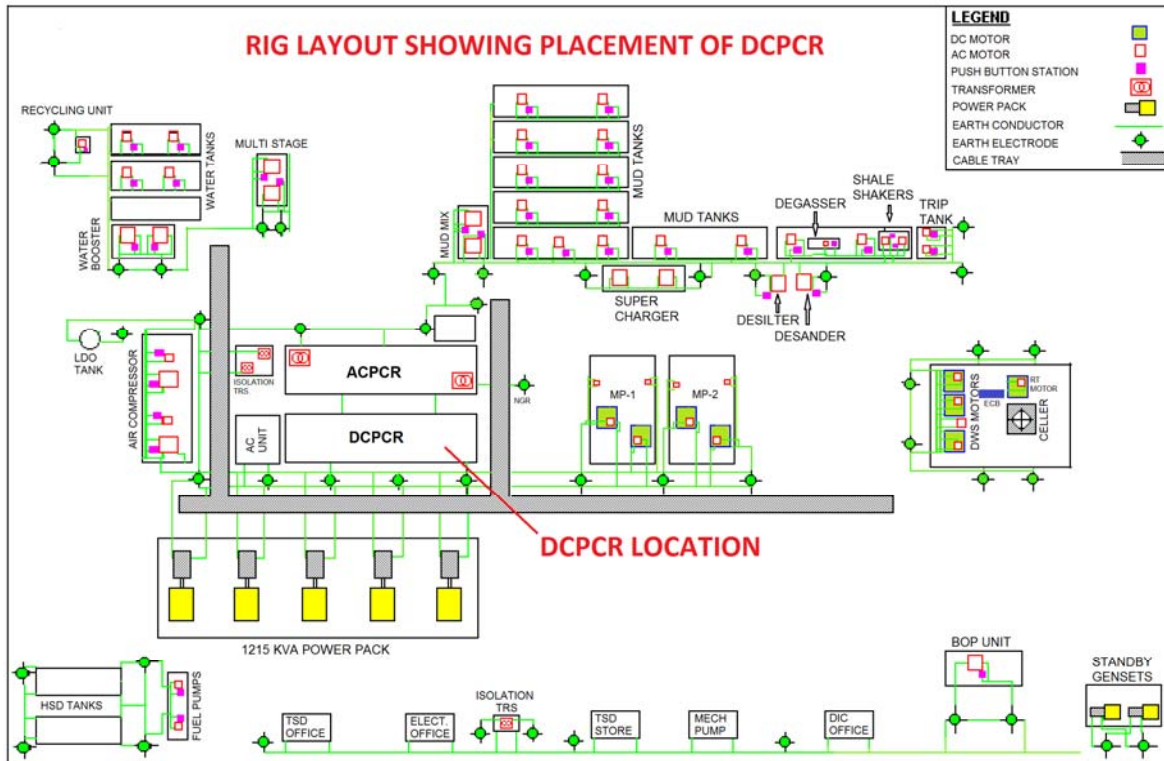 RIG LAYOUT SHOWING PLACEMENT OF DCPCR
LEGEND
DC MOTOR
AC MOTOR
PUSH BUTTON STATION
TRANSFORMER
POWER PACK
EARTH CONDUCTOR
EARTH ELECTRODE
CABLE TRAY
RECYCLING UNIT
WATER TANKS
MULTI STAGE
WATER
BOOSTER
MUD MIX
MUD TANKS
MUD TANKS
DEGASSER
SHALE
SHAKERS
TRIP
TANK
SUPER
CHARGER
DESILTER
DESANDER
LDO
TANK
AIR COMPRESSOR
ISOLATION
TRS.
ACPCR
NGR
AC
UNIT
DCPCR
MP-1
MP-2
DWS MOTORS
ECB
RT
MOTOR
CELLER
DCPCR LOCATION
1215 KVA POWER PACK
HSD TANKS
FUEL PUMPS
TSD
OFFICE
ELECT.
OFFICE
ISOLATION
TRS
TSD
STORE
MECH
PUMP
DIC
OFFICE
BOP UNIT
STANDBY
GENSETS